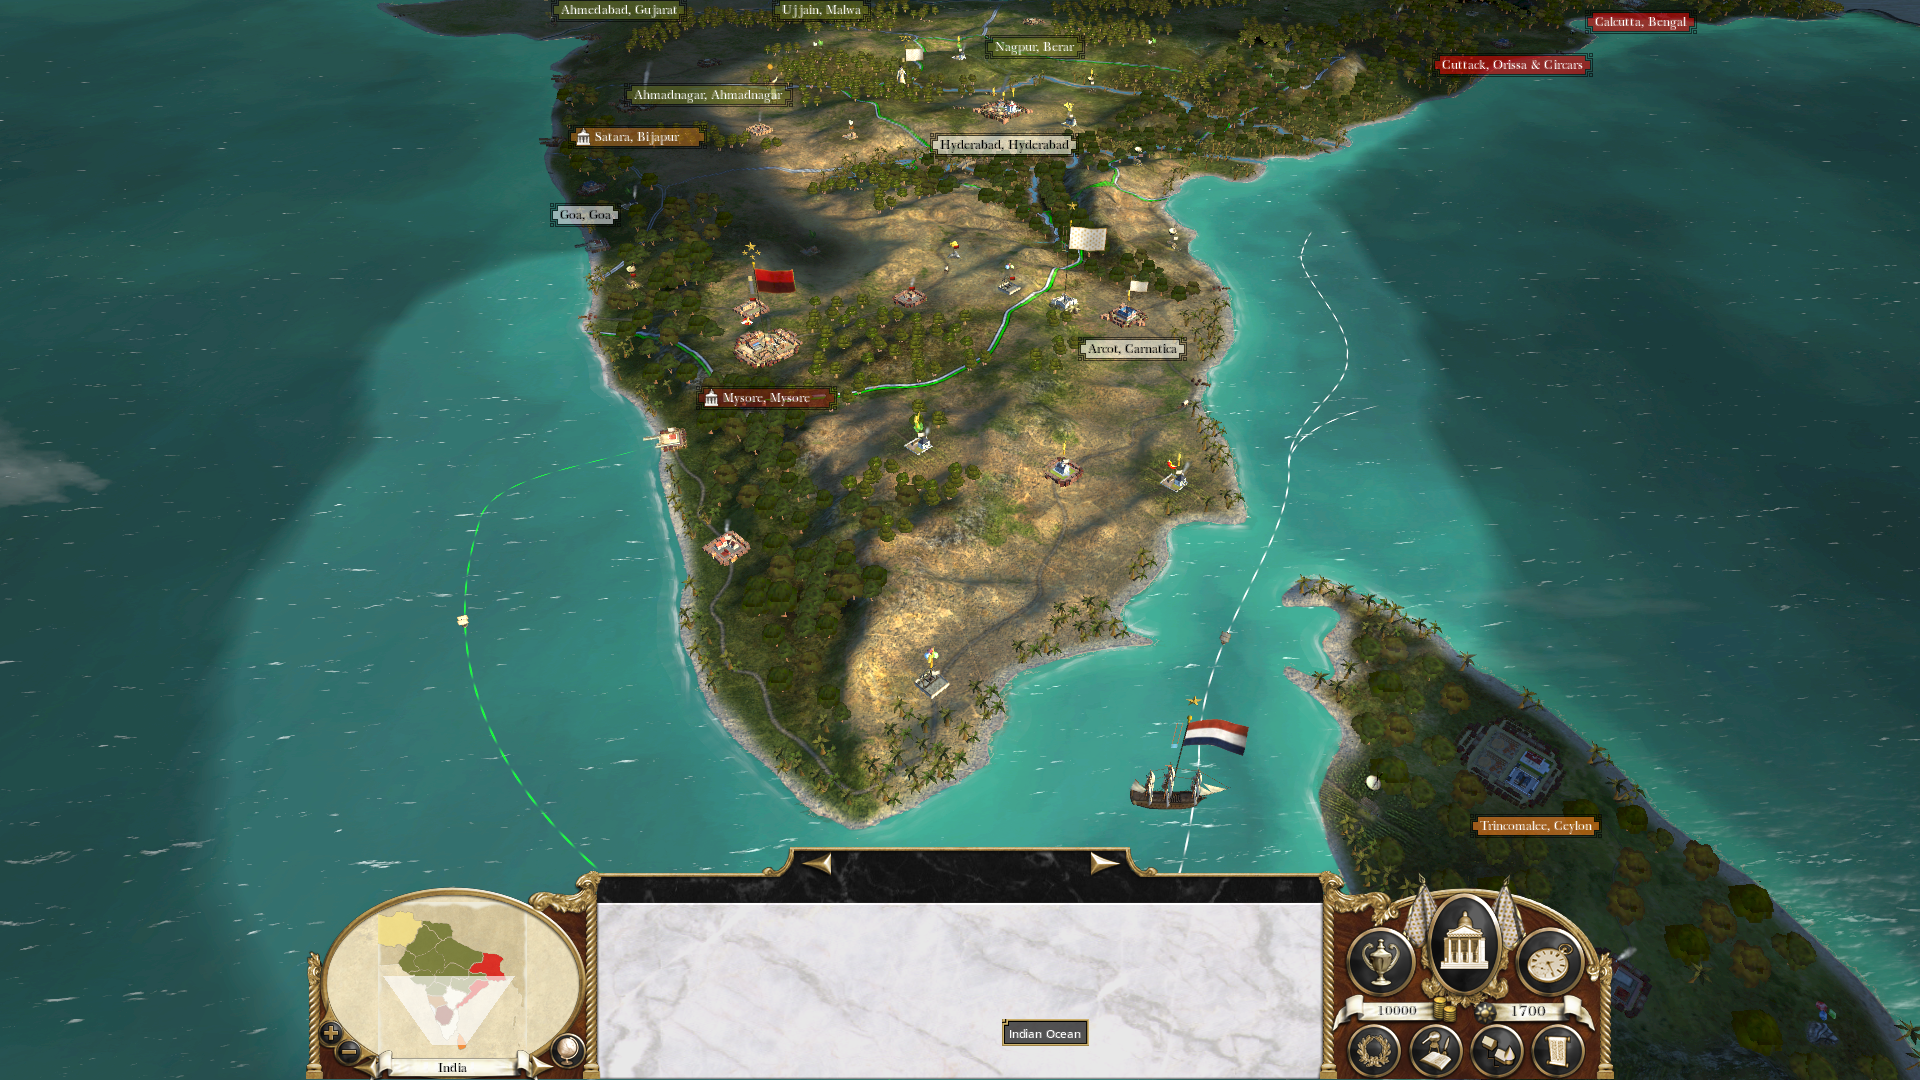 Ahmedabad, Gujarat
Ujjain, Malwa
Calcutta, Bengal
Nagpur, Berar
Cuttack, Orissa & Circars
Ahmadnagar, Ahmadnagar
Satara, Bijapur
Hyderabad, Hyderabad
Goa, Goa
Arcot, Carnatica
Mysore, Mysore
Trincomalee, Ceylon
10000
1700
Indian Ocean
India